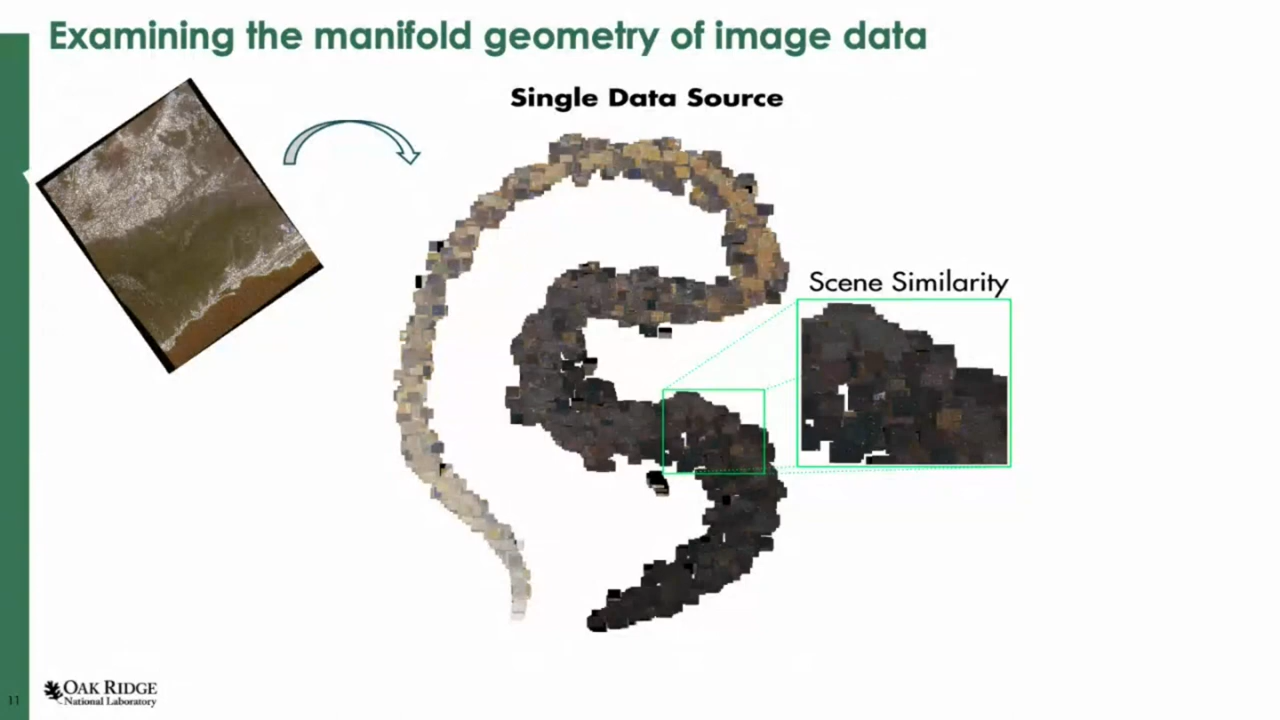 Examining the manifold geometry of image data
Single Data Source
Scene Similarity
11
OAK RIDGE
National Laboratory